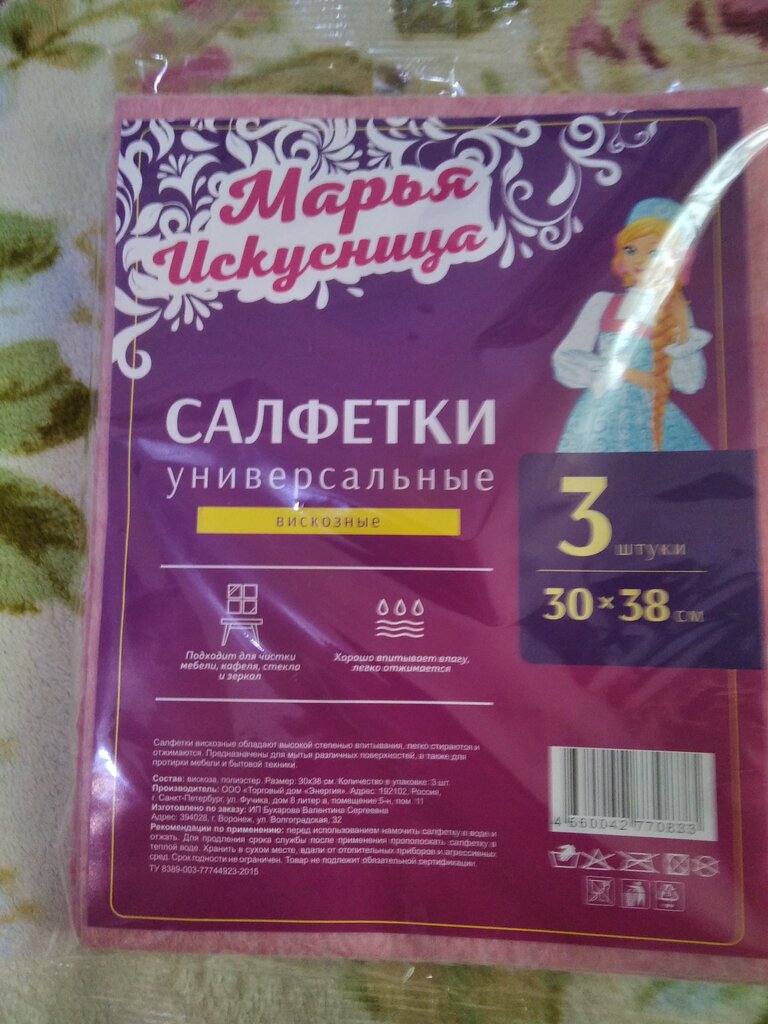 Марья
Искусница
САЛФЕТКИ
универсальные
вискозные
3
штуки
30×38 см
Подходит для чистки
мебели, кафеля, стекла
и зеркал
Хорошо впитывает влагу,
легко отжимается
Салфетки вискозные обладают высокой степенью впитывания, легко стираются и
отжимаются. Предназначены для мытья различных поверхностей, а также для
протирки мебели и бытовой техники.
Состав: вискоза, полиэстер. Размер: 30х38 см. Количество в упаковке: 3 шт.
Производитель: ООО «Торговый дом «Энергия». Адрес: 192102, Россия,
г. Санкт-Петербург, ул. Фучика, дом 8 литер а, помещение 5-н, пом. 11
Изготовлено по заказу: ИП Бухарова Валентина Сергеевна
Адрес: 394028, г. Воронеж, ул. Волгоградская, 32
Рекомендации по применению: перед использованием намочить салфетку в воде и
отжать. Для продления срока службы после применения прополоскать салфетку в
теплой воде. Хранить в сухом месте, вдали от отопительных приборов и агрессивных
сред. Срок годности не ограничен. Товар не подлежит обязательной сертификации.
ТУ 8389-003-77744923-2015
4 660042 770833